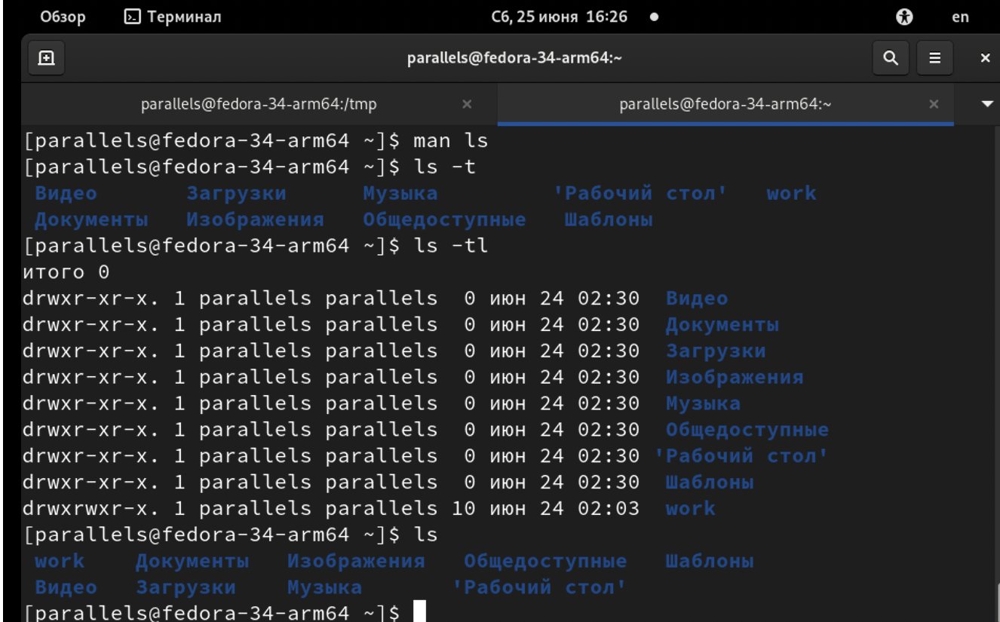 Обзор Терминал Сб, 25 июня 16:26 en
parallels@fedora-34-arm64:~
parallels@fedora-34-arm64:/tmp parallels@fedora-34-arm64:~
[parallels@fedora-34-arm64 ~]$ man ls
[parallels@fedora-34-arm64 ~]$ ls -t
Видео Загрузки Музыка 'Рабочий стол' work
Документы Изображения Общедоступные Шаблоны
[parallels@fedora-34-arm64 ~]$ ls -tl
итого 0
drwxr-xr-x. 1 parallels parallels 0 июн 24 02:30 Видео
drwxr-xr-x. 1 parallels parallels 0 июн 24 02:30 Документы
drwxr-xr-x. 1 parallels parallels 0 июн 24 02:30 Загрузки
drwxr-xr-x. 1 parallels parallels 0 июн 24 02:30 Изображения
drwxr-xr-x. 1 parallels parallels 0 июн 24 02:30 Музыка
drwxr-xr-x. 1 parallels parallels 0 июн 24 02:30 Общедоступные
drwxr-xr-x. 1 parallels parallels 0 июн 24 02:30 'Рабочий стол'
drwxr-xr-x. 1 parallels parallels 0 июн 24 02:30 Шаблоны
drwxrwxr-x. 1 parallels parallels 10 июн 24 02:03 work
[parallels@fedora-34-arm64 ~]$ ls
work Документы Изображения Общедоступные Шаблоны
Видео Загрузки Музыка 'Рабочий стол'
[parallels@fedora-34-arm64 ~]$